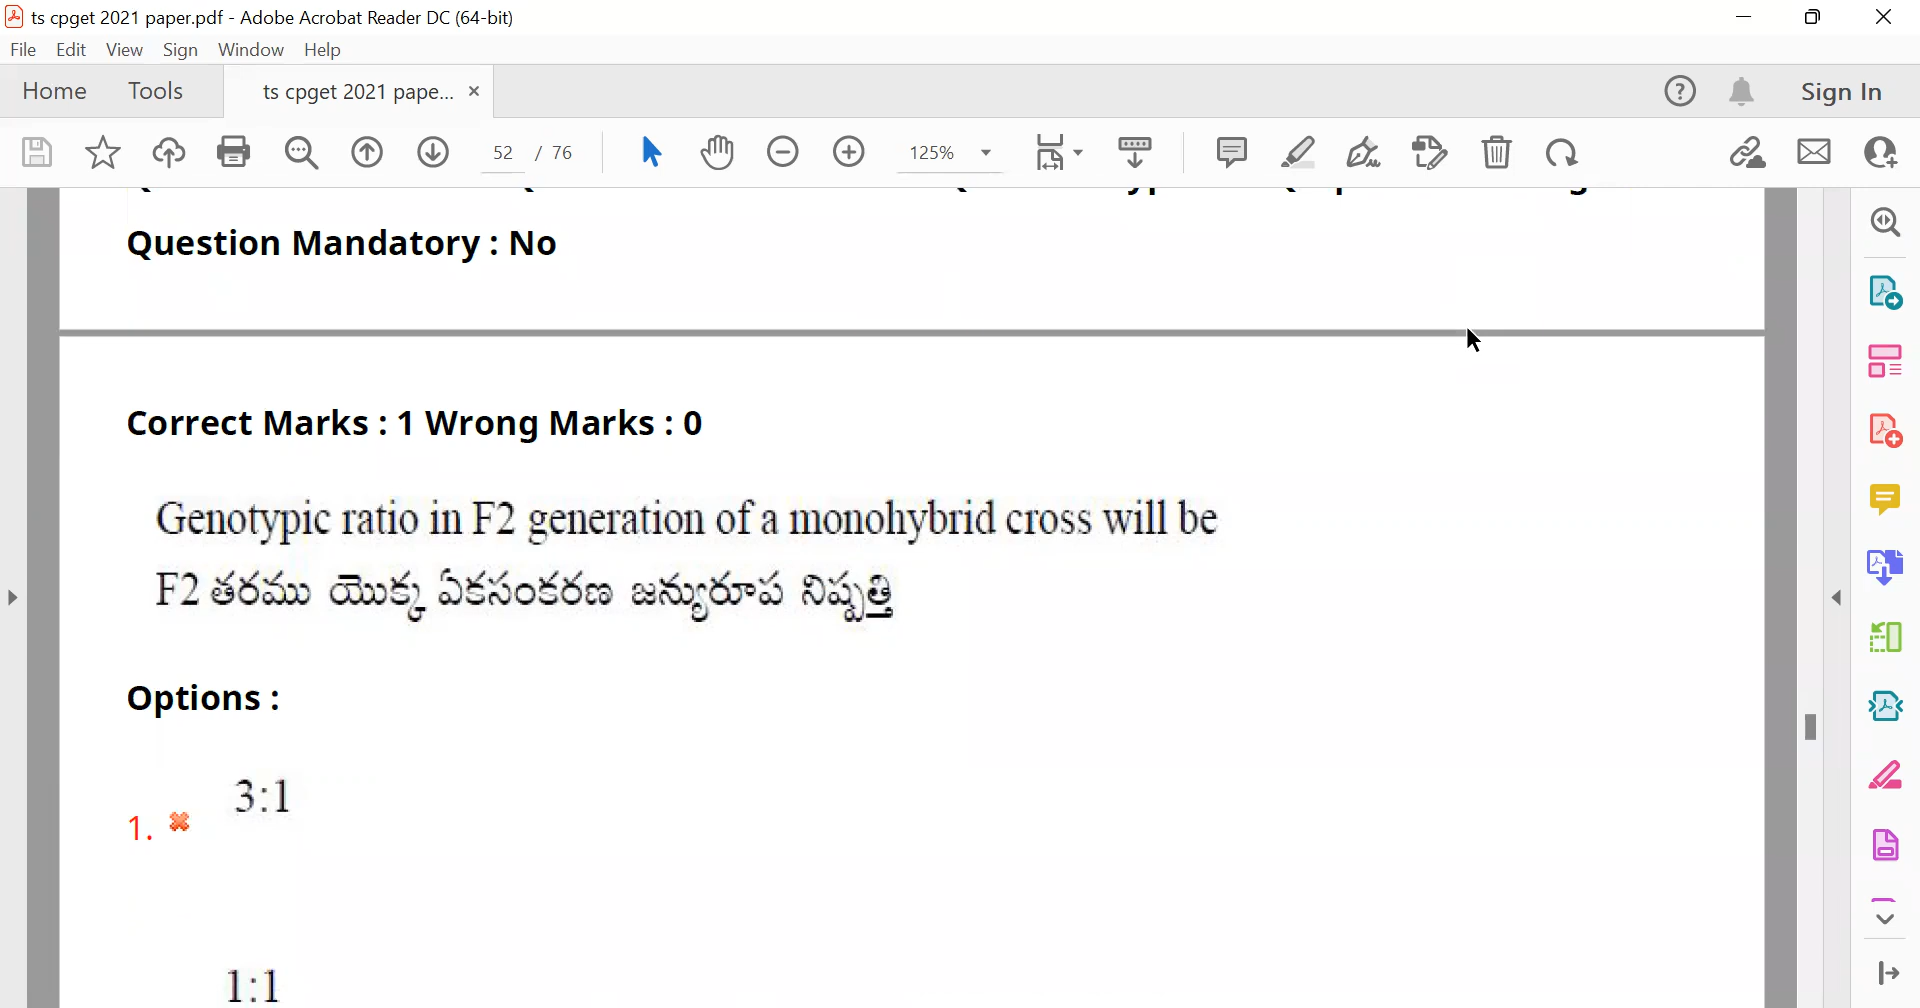 ts cpget 2021 paper.pdf - Adobe Acrobat Reader DC (64-bit)
File Edit View Sign Window Help
Home Tools ts cpget 2021 pape... × Sign In
52 / 76 125%
Question Mandatory : No
Correct Marks : 1 Wrong Marks : 0
Genotypic ratio in F2 generation of a monohybrid cross will be
F2 తరము యొక్క ఏకసంకరణ జన్యురూప నిష్పత్తి
Options :
3:1
1.
1:1